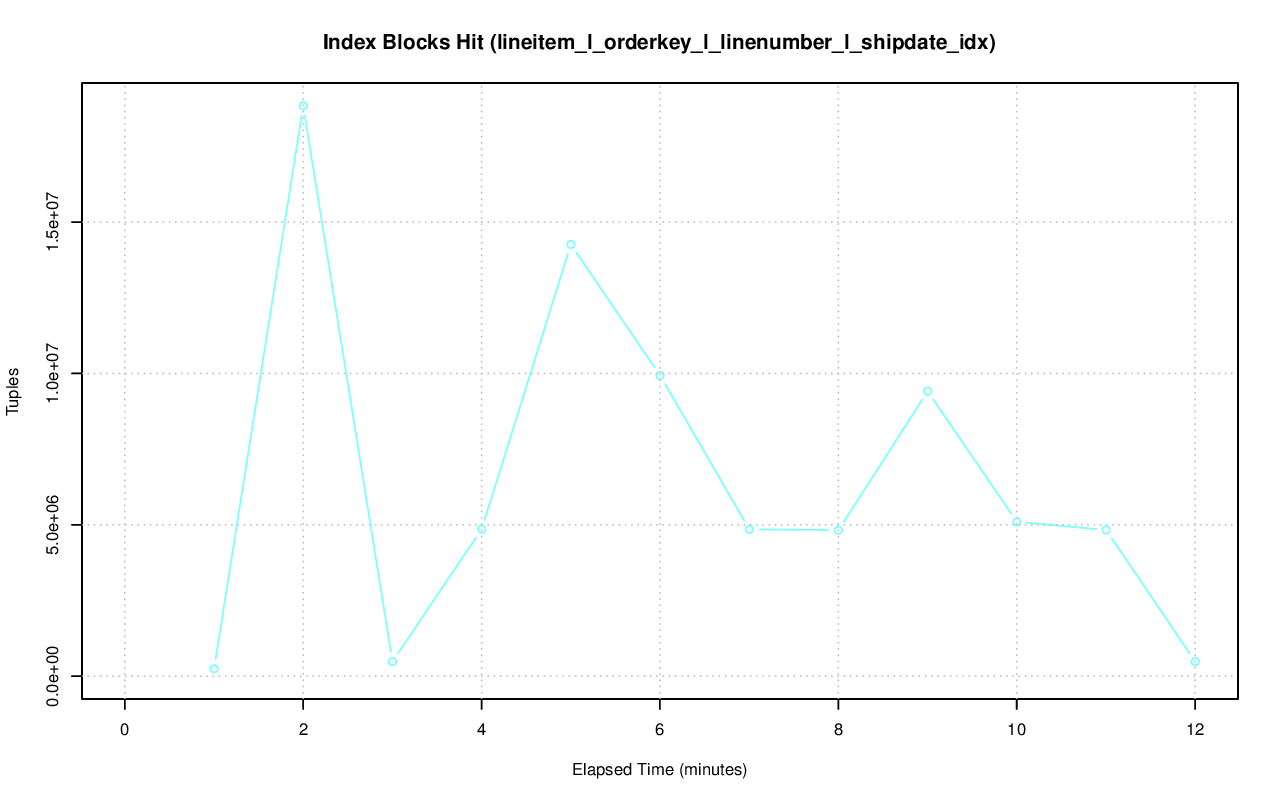 Index Blocks Hit (lineitem_l_orderkey_l_linenumber_l_shipdate_idx)
Tuples
1.5e+07
1.0e+07
5.0e+06
0.0e+00
0 2 4 6 8 10 12
Elapsed Time (minutes)